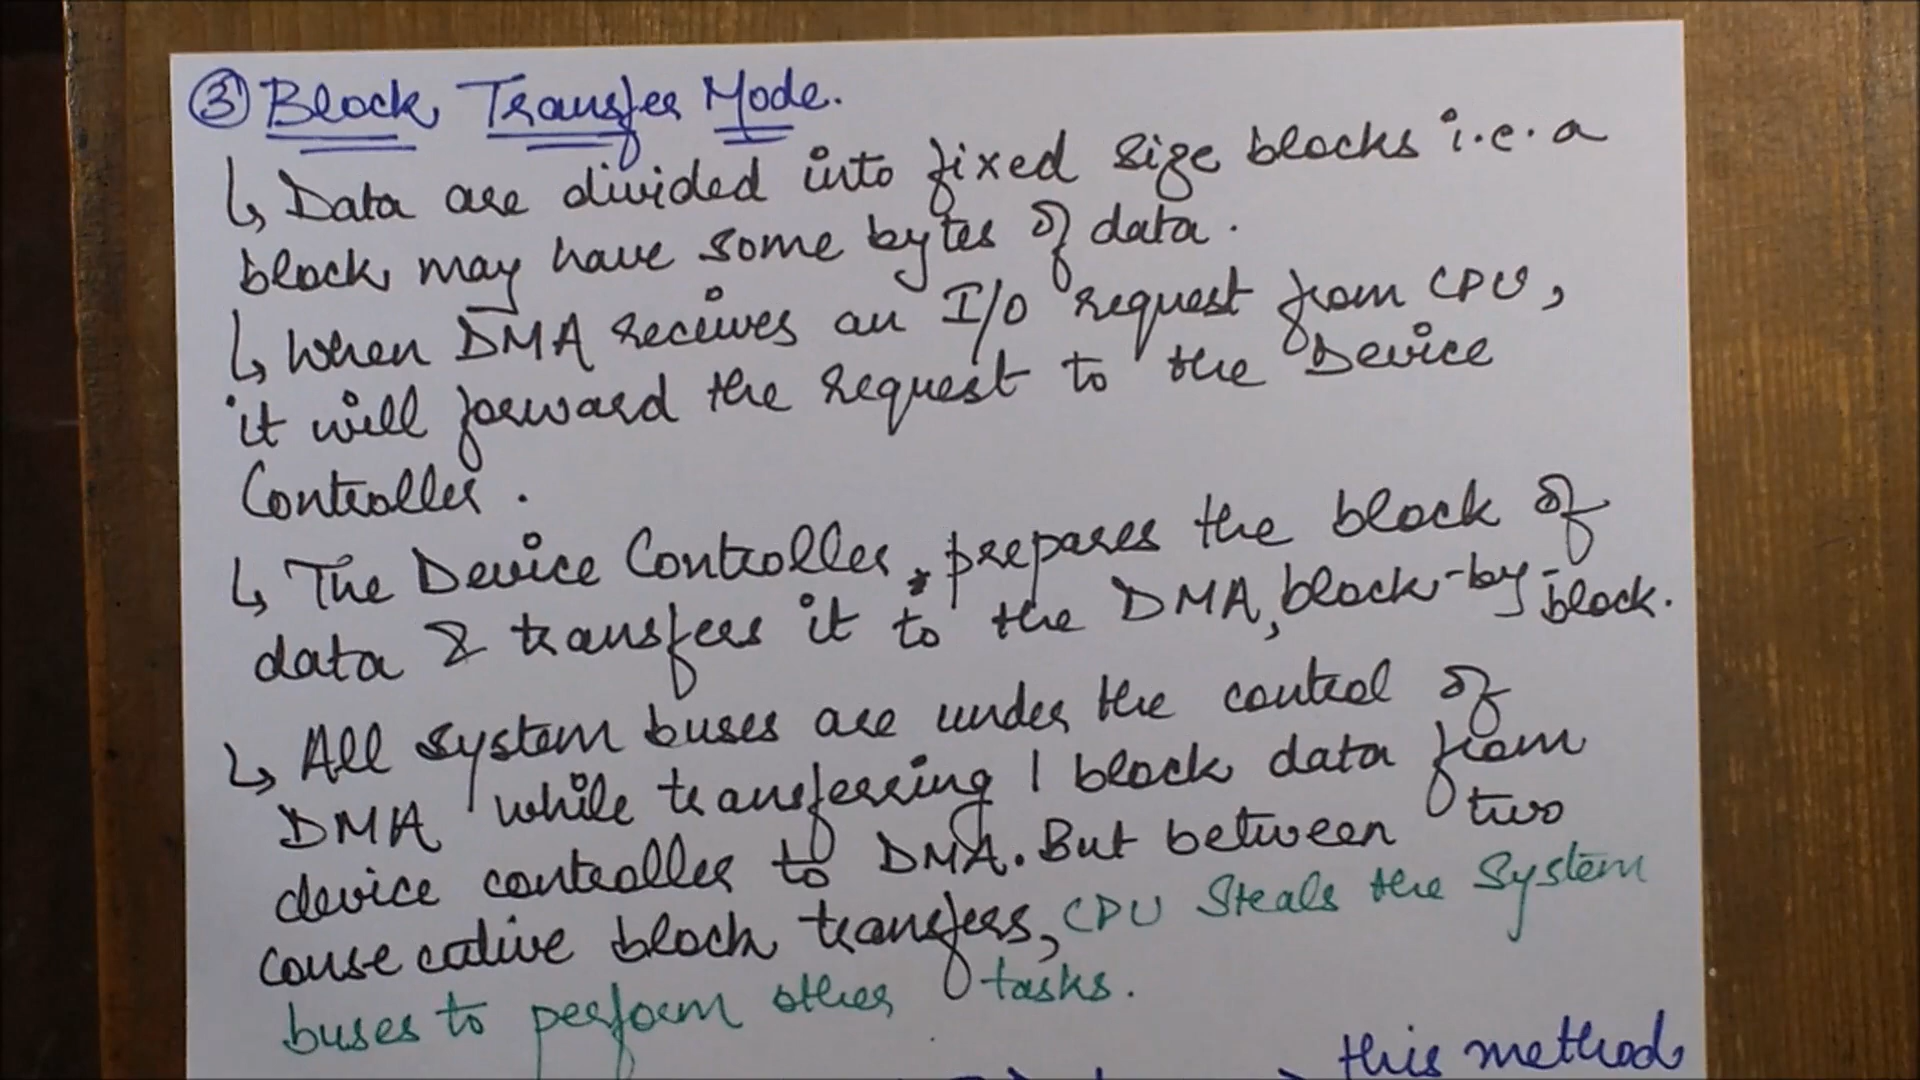 ③ Block Transfer Mode.
↳ Data are divided into fixed size blocks i.e. a
block may have some bytes of data.
↳ When DMA receives an I/O request from CPU,
it will forward the request to the Device
Controller.
↳ The Device Controller, prepares the block of
data & transfers it to the DMA, block-by-block.
↳ All system buses are under the control of
DMA while transferring 1 block data from
device controller to DMA. But between two
consecative block transfers, CPU Steals the System
buses to perform other tasks.
this method